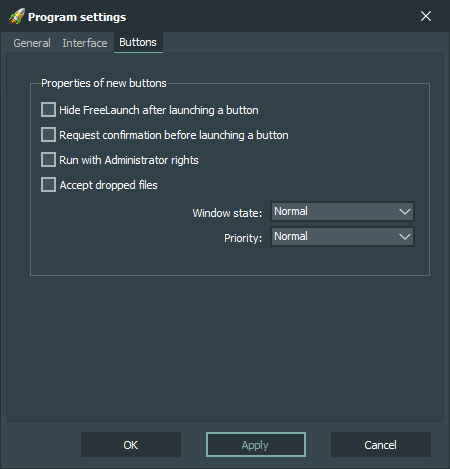 Program settings
General Interface Buttons
Properties of new buttons
Hide FreeLaunch after launching a button
Request confirmation before launching a button
Run with Administrator rights
Accept dropped files
Window state: Normal
Priority: Normal
OK Apply Cancel